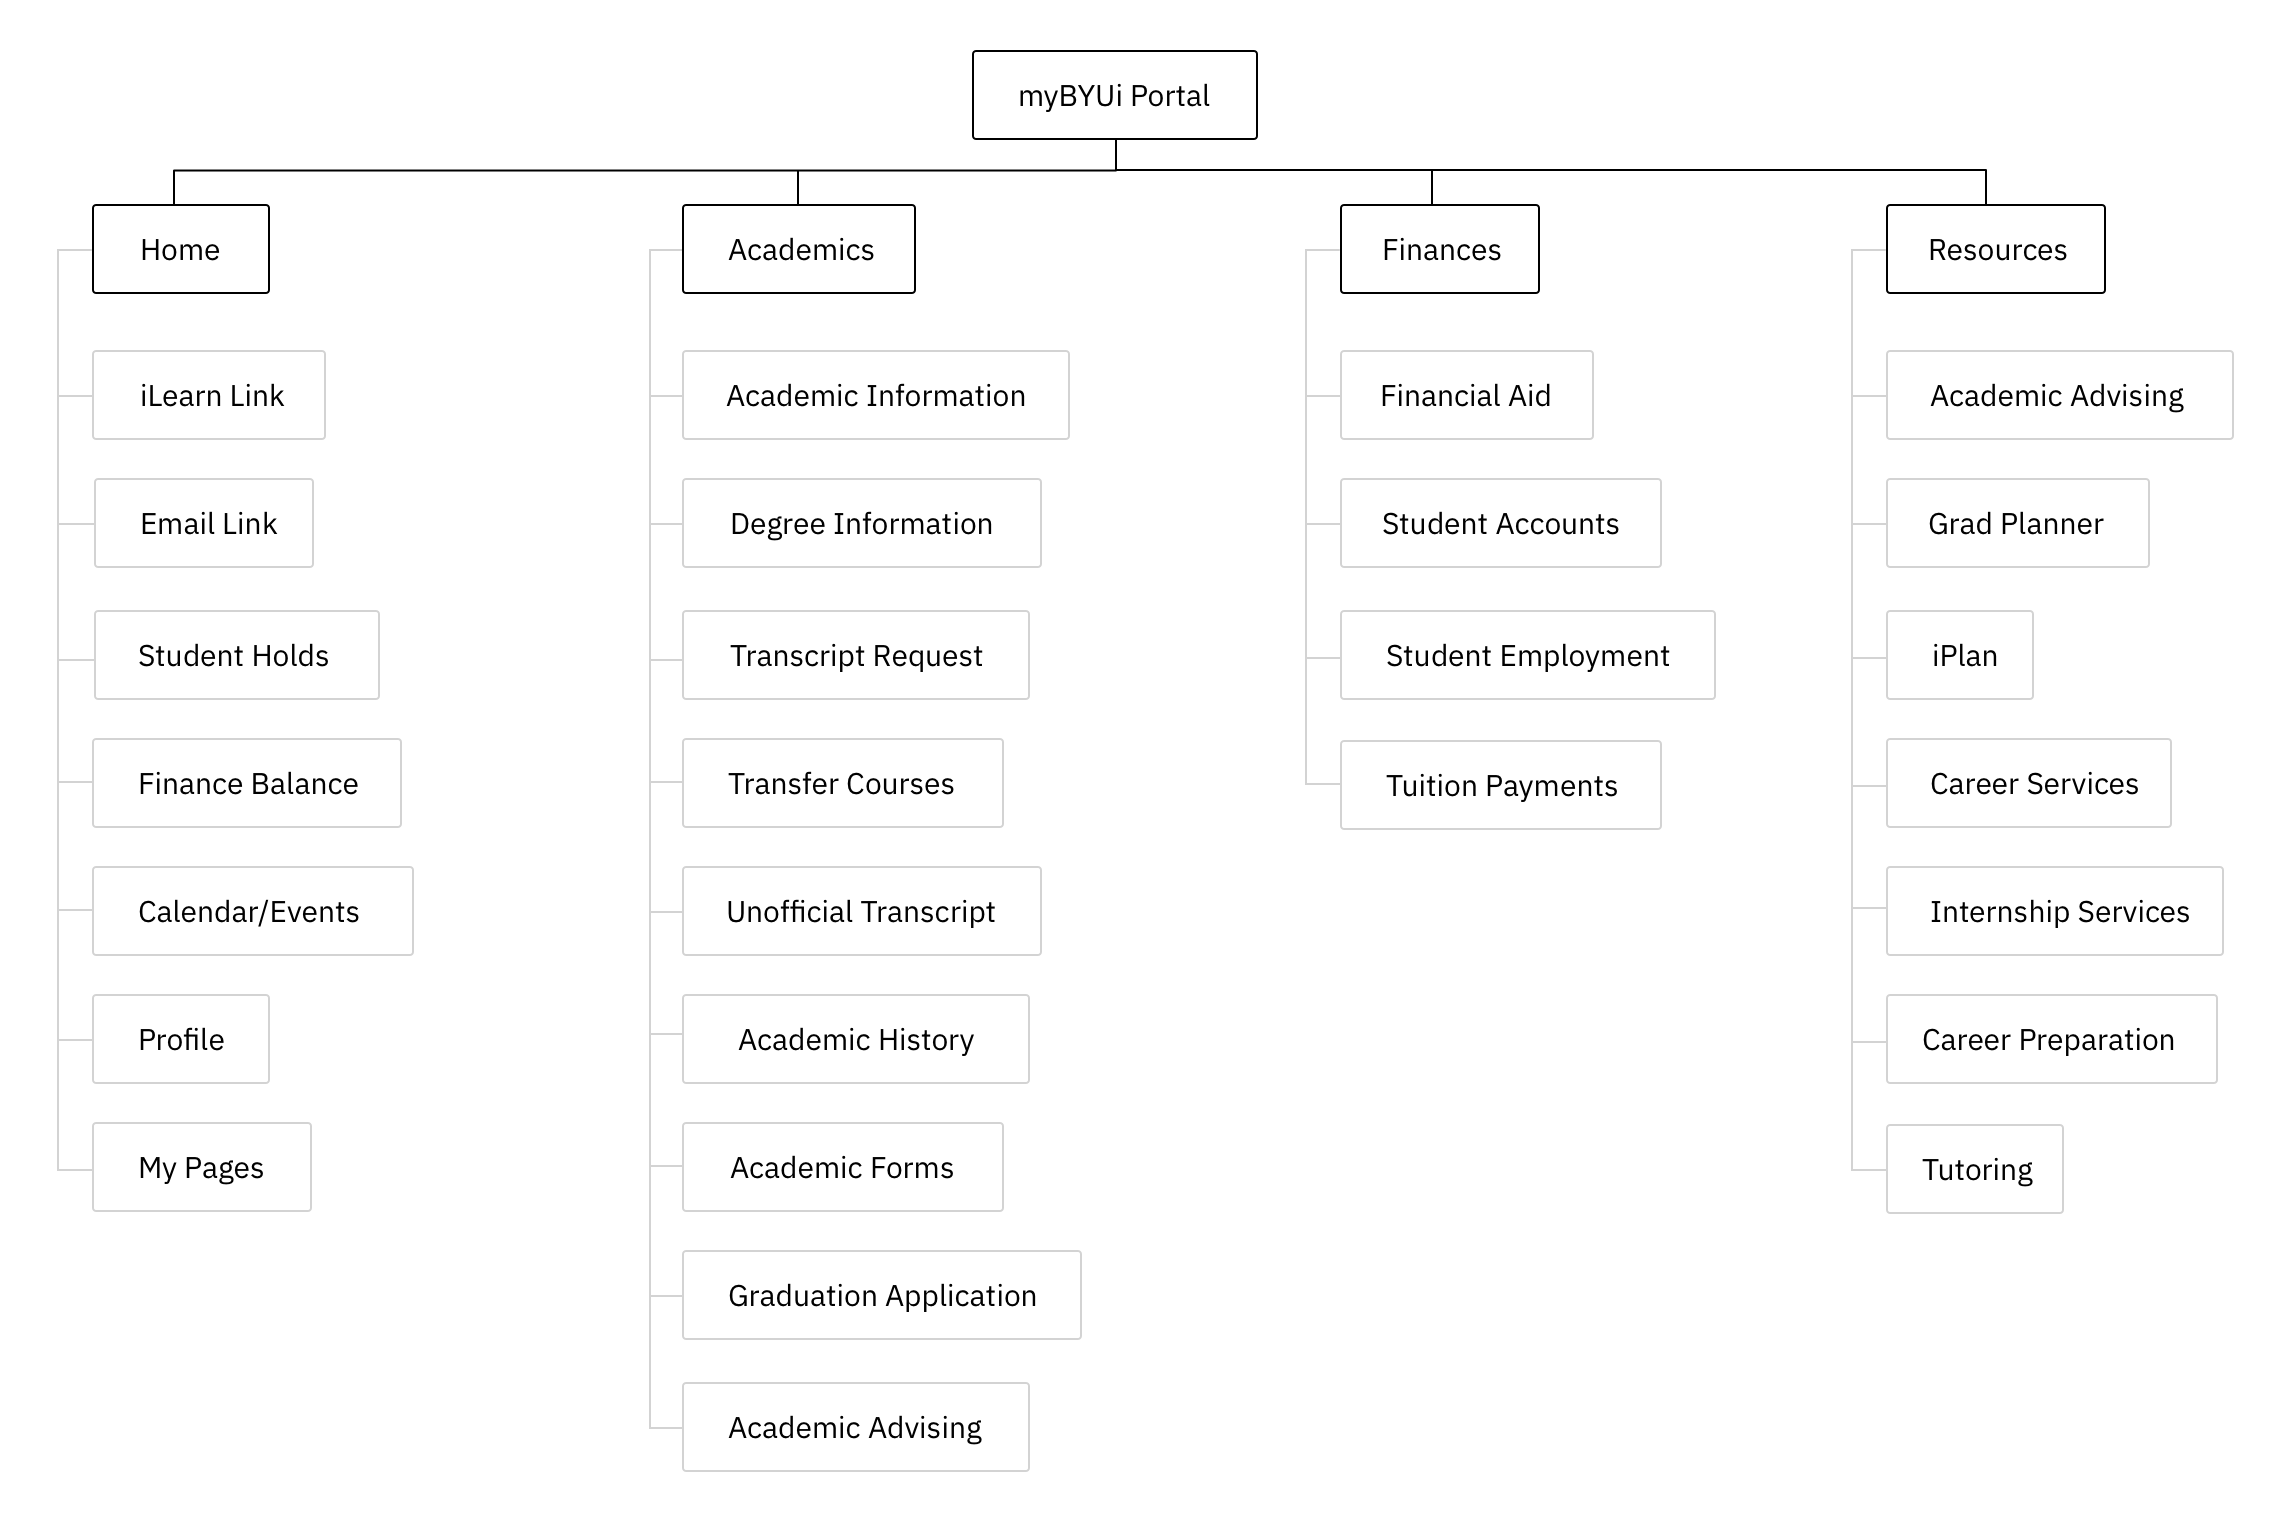 myBYUi Portal
Home
iLearn Link
Email Link
Student Holds
Finance Balance
Calendar/Events
Profile
My Pages
Academics
Academic Information
Degree Information
Transcript Request
Transfer Courses
Unofficial Transcript
Academic History
Academic Forms
Graduation Application
Academic Advising
Finances
Financial Aid
Student Accounts
Student Employment
Tuition Payments
Resources
Academic Advising
Grad Planner
iPlan
Career Services
Internship Services
Career Preparation
Tutoring